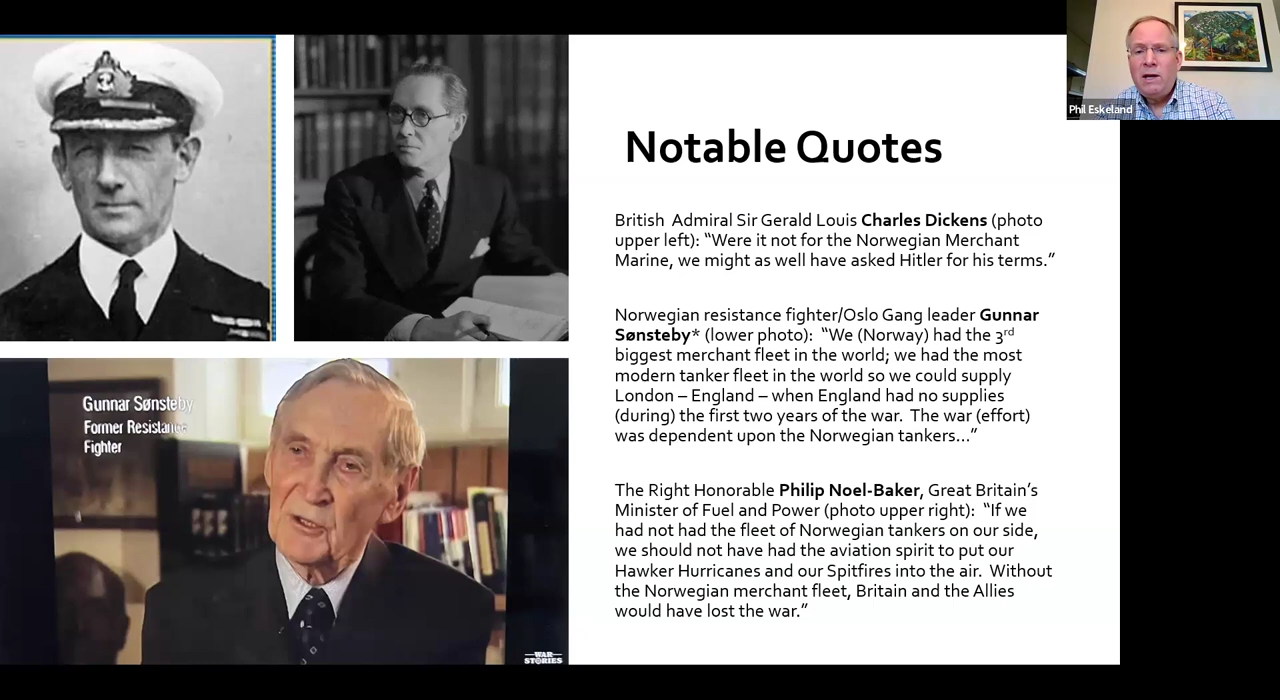 Phil Eskeland
Notable Quotes
British Admiral Sir Gerald Louis Charles Dickens (photo
upper left): “Were it not for the Norwegian Merchant
Marine, we might as well have asked Hitler for his terms.”
Norwegian resistance fighter/Oslo Gang leader Gunnar
Sønsteby* (lower photo): “We (Norway) had the 3rd
biggest merchant fleet in the world; we had the most
modern tanker fleet in the world so we could supply
London – England – when England had no supplies
(during) the first two years of the war. The war (effort)
was dependent upon the Norwegian tankers…”
The Right Honorable Philip Noel-Baker, Great Britain’s
Minister of Fuel and Power (photo upper right): “If we
had not had the fleet of Norwegian tankers on our side,
we should not have had the aviation spirit to put our
Hawker Hurricanes and our Spitfires into the air. Without
the Norwegian merchant fleet, Britain and the Allies
would have lost the war.”
Gunnar Sønsteby
Former Resistance
Fighter
WAR
STORIES